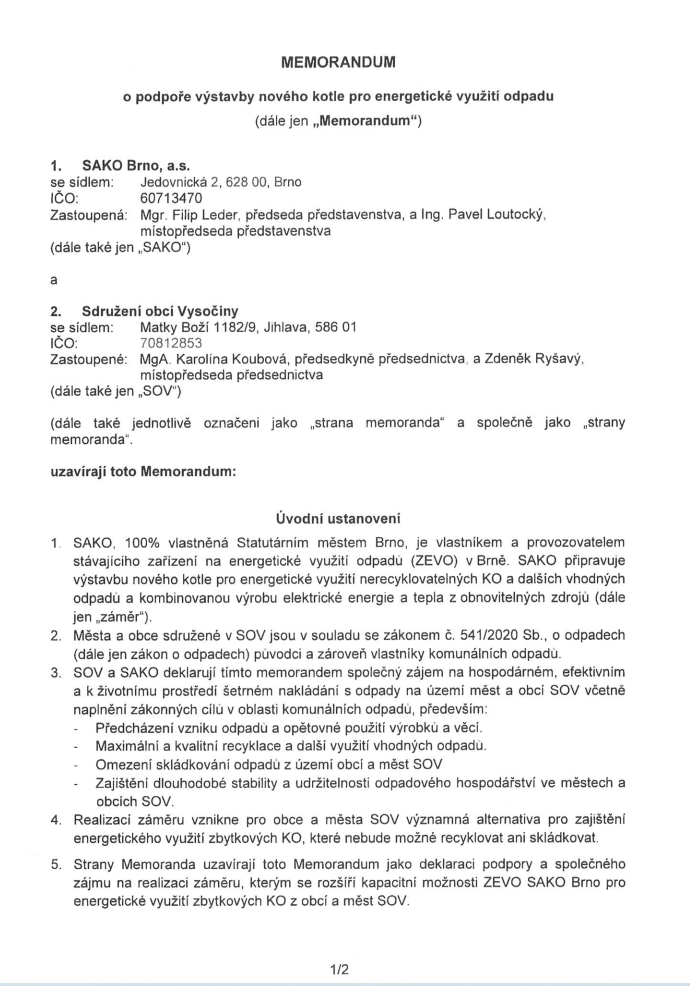 MEMORANDUM
o podpoře výstavby nového kotle pro energetické využití odpadu
(dále jen „Memorandum“)
1. SAKO Brno, a.s.
se sídlem: Jedovnická 2, 628 00, Brno
IČO: 60713470
Zastoupená: Mgr. Filip Leder, předseda představenstva, a Ing. Pavel Loutocký,
místopředseda představenstva
(dále také jen „SAKO“)
a
2. Sdružení obcí Vysočiny
se sídlem: Matky Boží 1182/9, Jihlava, 586 01
IČO: 70812853
Zastoupené: MgA. Karolína Koubová, předsedkyně předsednictva, a Zdeněk Ryšavý,
místopředseda předsednictva
(dále také jen „SOV“)
(dále také jednotlivě označeni jako „strana memoranda“ a společně jako „strany
memoranda“.
uzavírají toto Memorandum:
Úvodní ustanovení
1. SAKO, 100% vlastněná Statutárním městem Brno, je vlastníkem a provozovatelem
stávajícího zařízení na energetické využití odpadů (ZEVO) v Brně. SAKO připravuje
výstavbu nového kotle pro energetické využití nerecyklovatelných KO a dalších vhodných
odpadů a kombinovanou výrobu elektrické energie a tepla z obnovitelných zdrojů (dále
jen „záměr“).
2. Města a obce sdružené v SOV jsou v souladu se zákonem č. 541/2020 Sb., o odpadech
(dále jen zákon o odpadech) původci a zároveň vlastníky komunálních odpadů.
3. SOV a SAKO deklarují tímto memorandem společný zájem na hospodárném, efektivním
a k životnímu prostředí šetrném nakládání s odpady na území měst a obcí SOV včetně
naplnění zákonných cílů v oblasti komunálních odpadů, především:
- Předcházení vzniku odpadů a opětovné použití výrobků a věcí.
- Maximální a kvalitní recyklace a další využití vhodných odpadů.
- Omezení skládkování odpadů z území obcí a měst SOV
- Zajištění dlouhodobé stability a udržitelnosti odpadového hospodářství ve městech a
obcích SOV.
4. Realizací záměru vznikne pro obce a města SOV významná alternativa pro zajištění
energetického využití zbytkových KO, které nebude možné recyklovat ani skládkovat.
5. Strany Memoranda uzavírají toto Memorandum jako deklaraci podpory a společného
zájmu na realizaci záměru, kterým se rozšíří kapacitní možnosti ZEVO SAKO Brno pro
energetické využití zbytkových KO z obcí a měst SOV.
1/2